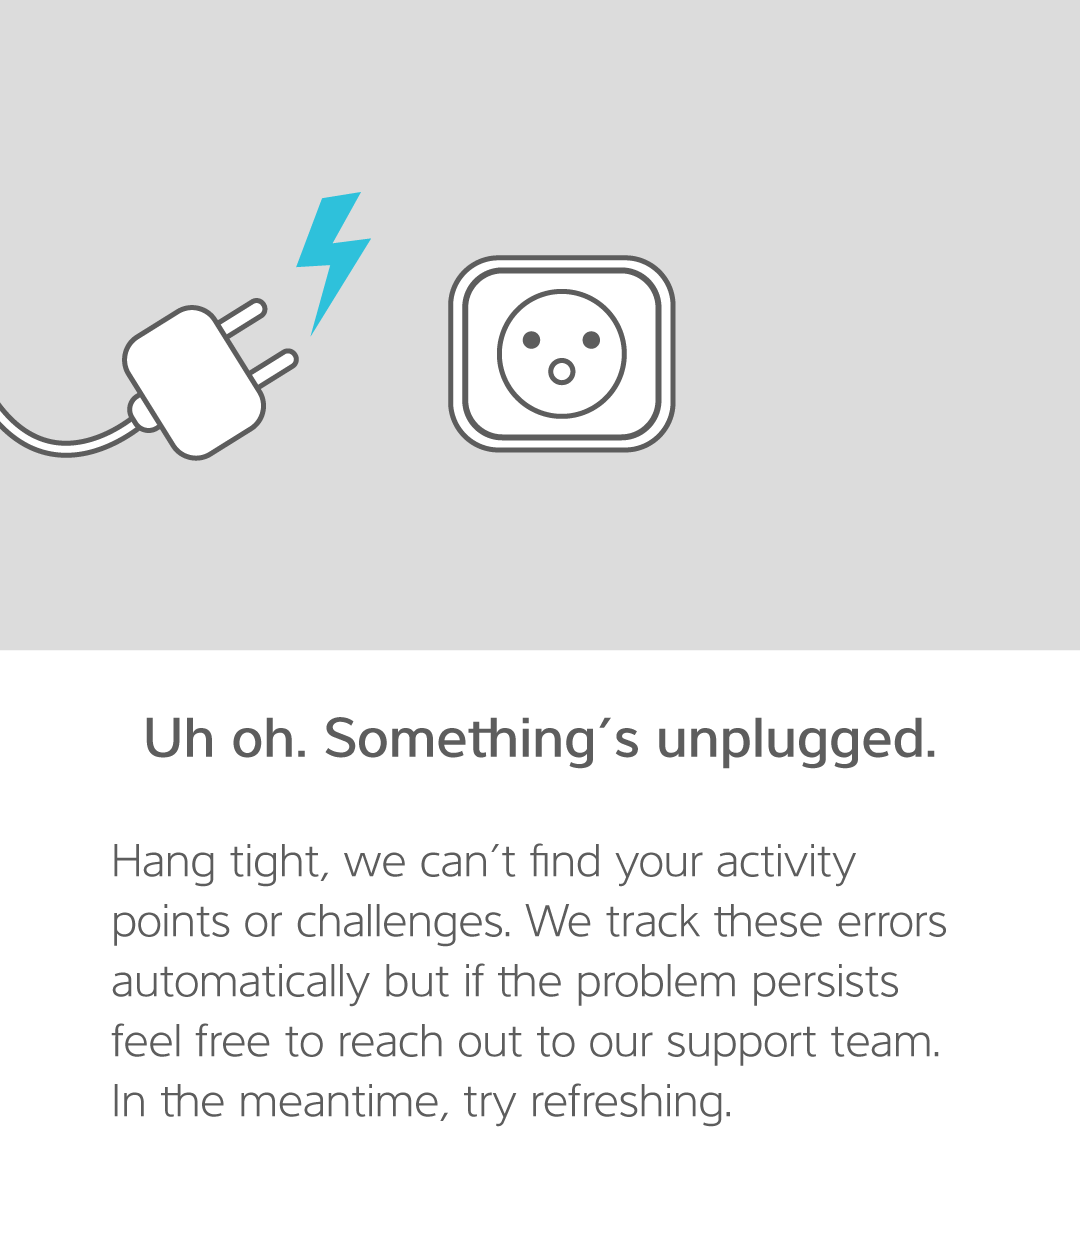 Uh oh. Something´s unplugged.
Hang tight, we can´t find your activity
points or challenges. We track these errors
automatically but if the problem persists
feel free to reach out to our support team.
In the meantime, try refreshing.